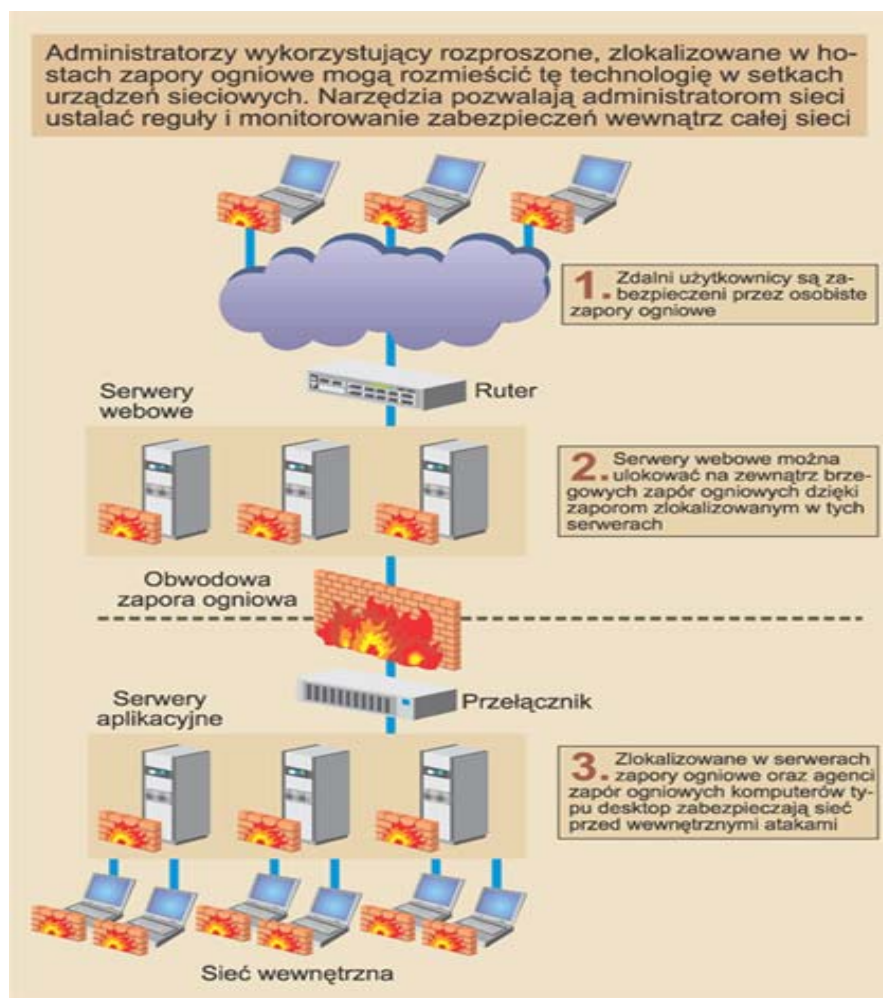 Administratorzy wykorzystujący rozproszone, zlokalizowane w ho-
stach zapory ogniowe mogą rozmieścić tę technologię w setkach
urządzeń sieciowych. Narzędzia pozwalają administratorom sieci
ustalać reguły i monitorowanie zabezpieczeń wewnątrz całej sieci
1. Zdalni użytkownicy są za-
bezpieczeni przez osobiste
zapory ogniowe
Serwery
webowe
Ruter
2. Serwery webowe można
ulokować na zewnątrz brze-
gowych zapór ogniowych dzięki
zaporom zlokalizowanym w tych
serwerach
Obwodowa
zapora ogniowa
Serwery
aplikacyjne
Przełącznik
3. Zlokalizowane w serwerach
zapory ogniowe oraz agenci
zapór ogniowych komputerów ty-
pu desktop zabezpieczają sieć
przed wewnętrznymi atakami
Sieć wewnętrzna